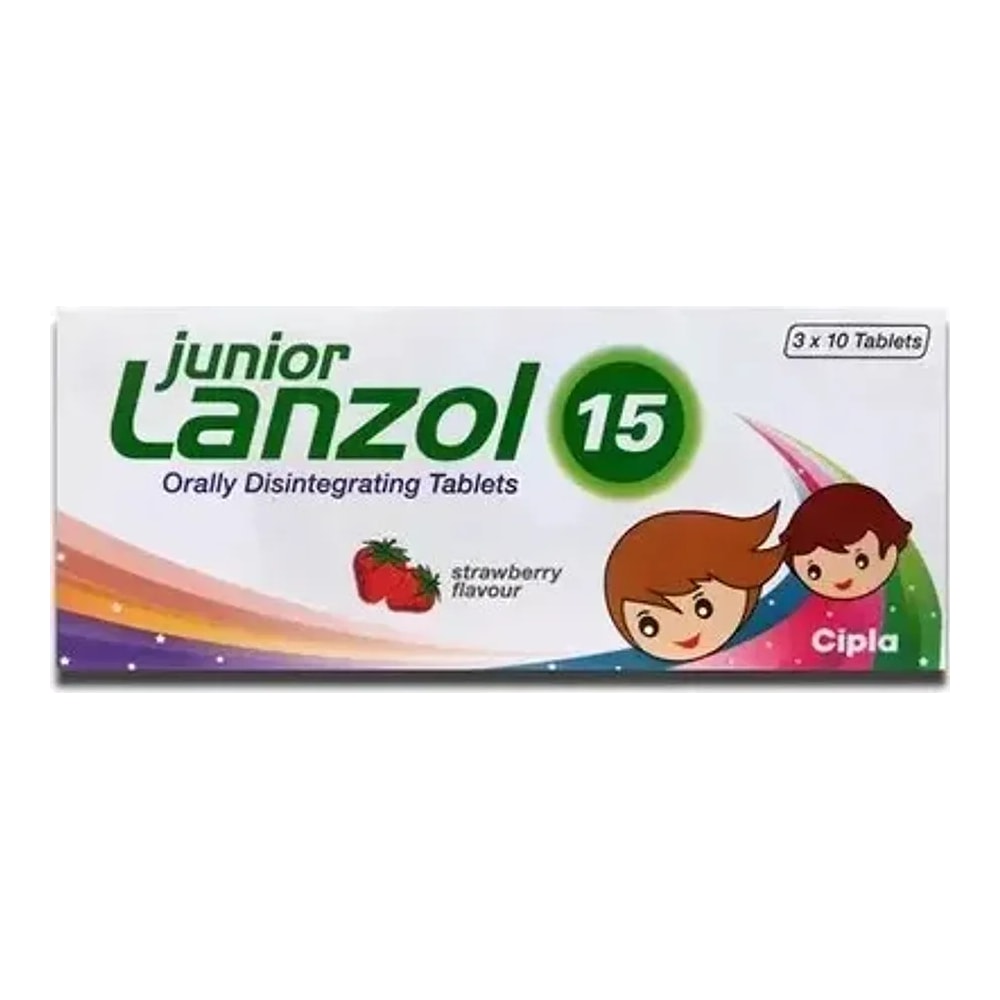 junior
Lanzol 15
3 x 10 Tablets
Orally Disintegrating Tablets
strawberry
flavour
Cipla